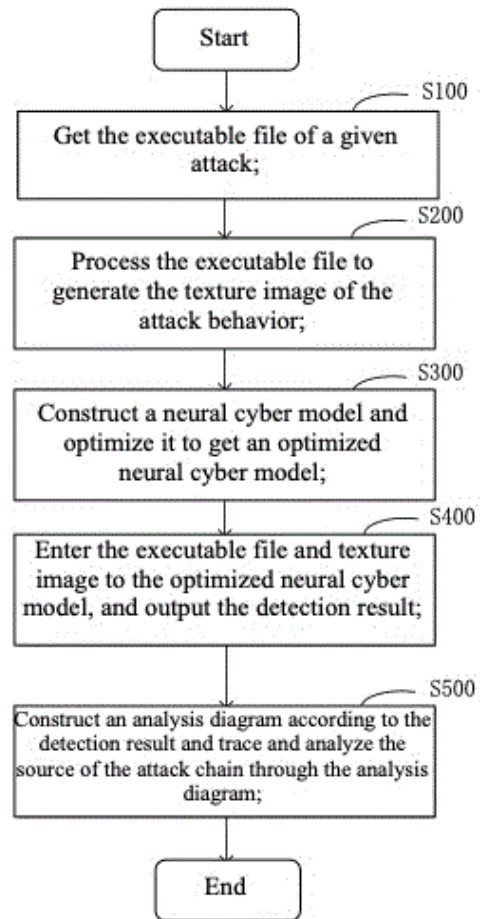 Start
S100
Get the executable file of a given
attack;
S200
Process the executable file to
generate the texture image of the
attack behavior;
S300
Construct a neural cyber model and
optimize it to get an optimized
neural cyber model;
S400
Enter the executable file and texture
image to the optimized neural cyber
model, and output the detection result;
S500
Construct an analysis diagram according to the
detection result and trace and analyze the
source of the attack chain through the analysis
diagram;
End